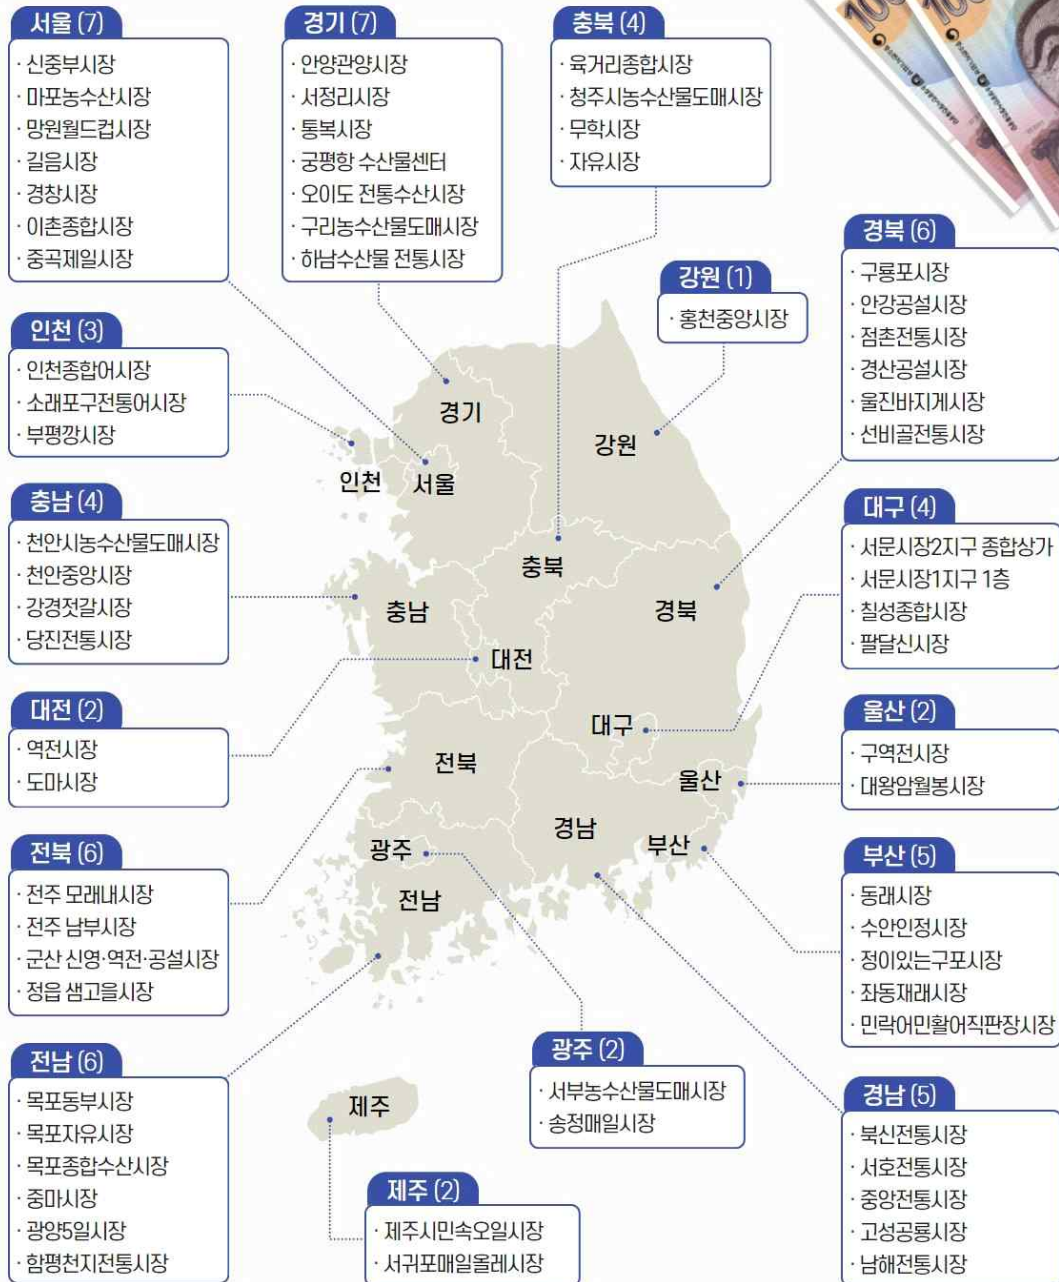 서울 (7)
· 신중부시장
· 마포농수산시장
· 망원월드컵시장
· 길음시장
· 경창시장
· 이촌종합시장
· 중곡제일시장
경기 (7)
· 안양관양시장
· 서정리시장
· 통복시장
· 궁평항 수산물센터
· 오이도 전통수산시장
· 구리농수산물도매시장
· 하남수산물 전통시장
충북 (4)
· 육거리종합시장
· 청주시농수산물도매시장
· 무학시장
· 자유시장
강원 (1)
· 홍천중앙시장
경북 (6)
· 구룡포시장
· 안강공설시장
· 점촌전통시장
· 경산공설시장
· 울진바지게시장
· 선비골전통시장
인천 (3)
· 인천종합어시장
· 소래포구전통어시장
· 부평깡시장
충남 (4)
· 천안시농수산물도매시장
· 천안중앙시장
· 강경젓갈시장
· 당진전통시장
대구 (4)
· 서문시장2지구 종합상가
· 서문시장1지구 1층
· 칠성종합시장
· 팔달신시장
대전 (2)
· 역전시장
· 도마시장
울산 (2)
· 구역전시장
· 대왕암월봉시장
전북 (6)
· 전주 모래내시장
· 전주 남부시장
· 군산 신영·역전·공설시장
· 정읍 샘고을시장
부산 (5)
· 동래시장
· 수안인정시장
· 정이있는구포시장
· 좌동재래시장
· 민락어민활어직판장시장
전남 (6)
· 목포동부시장
· 목포자유시장
· 목포종합수산시장
· 중마시장
· 광양5일시장
· 함평천지전통시장
광주 (2)
· 서부농수산물도매시장
· 송정매일시장
제주 (2)
· 제주시민속오일시장
· 서귀포매일올레시장
경남 (5)
· 북신전통시장
· 서호전통시장
· 중앙전통시장
· 고성공룡시장
· 남해전통시장
경기
강원
인천
서울
충북
충남
경북
대전
대구
전북
울산
경남
광주
부산
전남
제주